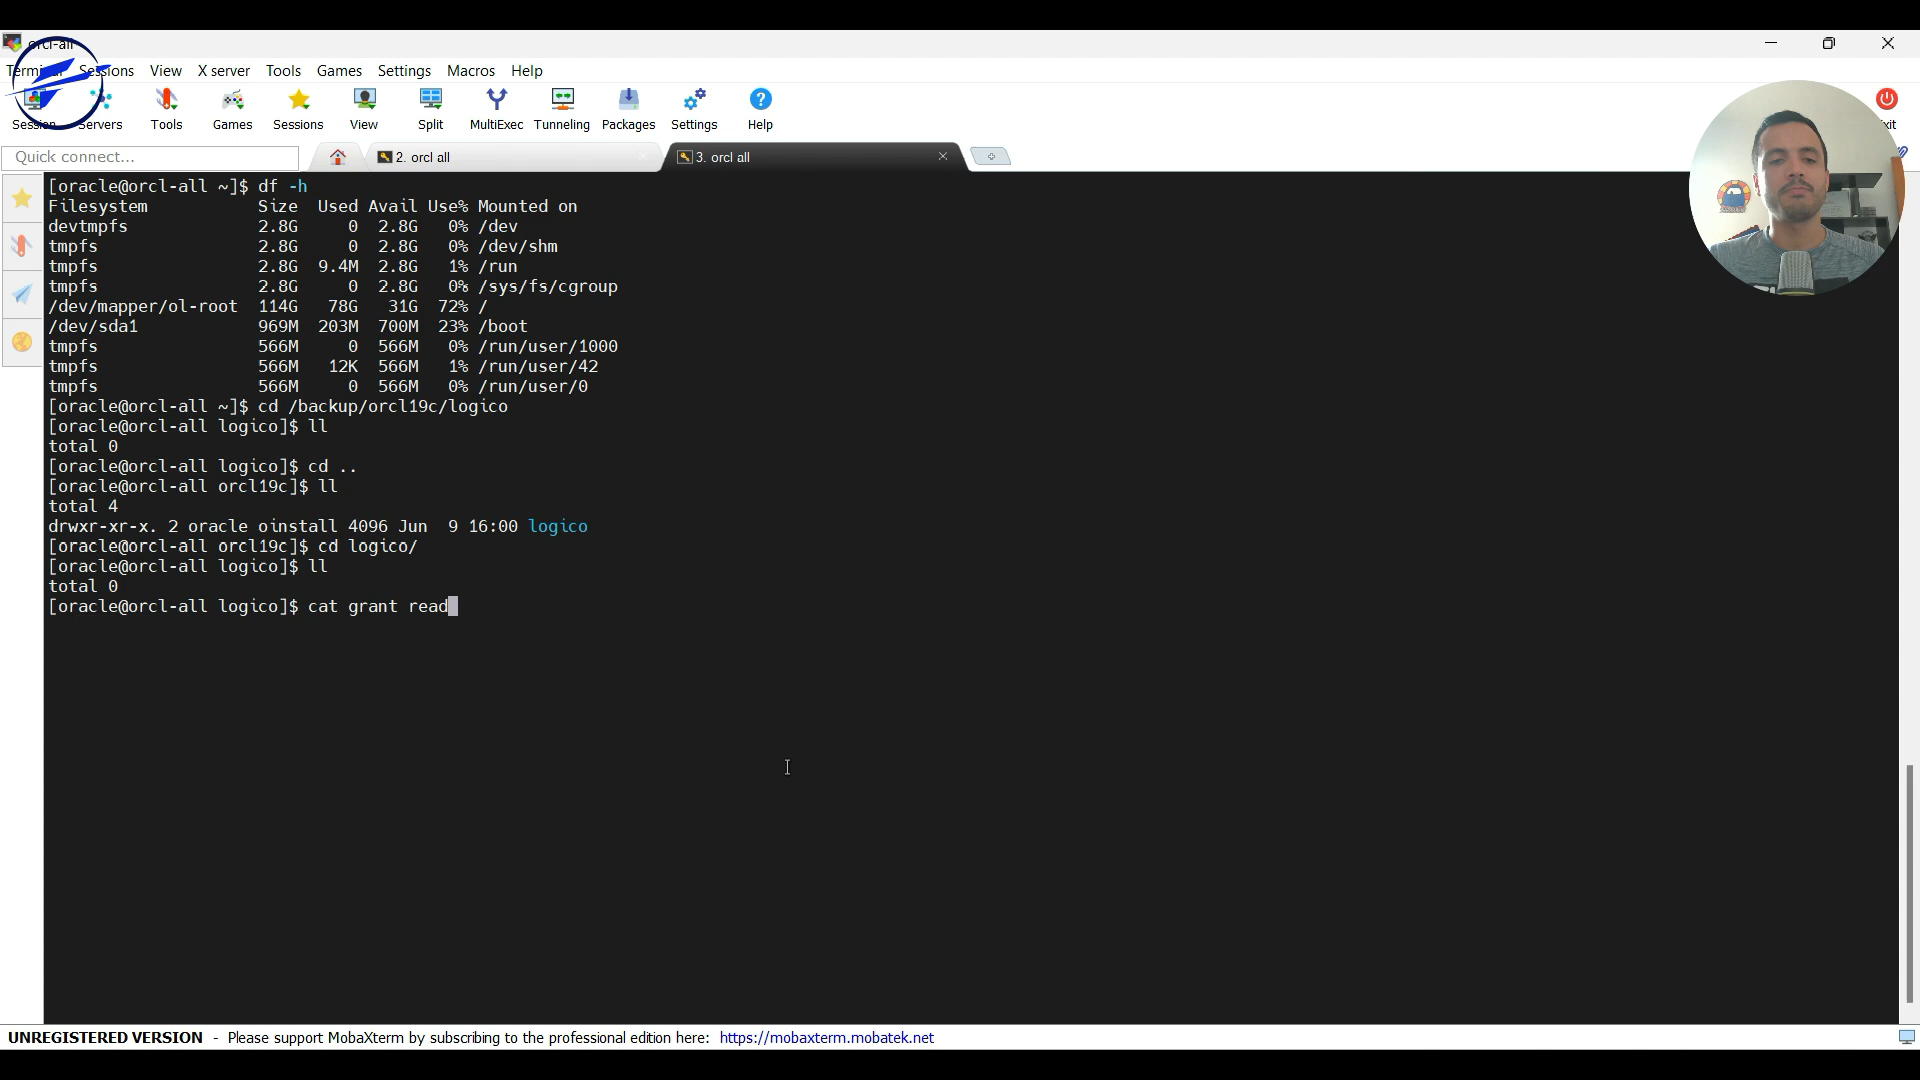 orcl-all
Terminal Sessions View X server Tools Games Settings Macros Help
Session Servers Tools Games Sessions View Split MultiExec Tunneling Packages Settings Help
Quick connect...
2. orcl all
3. orcl all
[oracle@orcl-all ~]$ df -h
Filesystem Size Used Avail Use% Mounted on
devtmpfs 2.8G 0 2.8G 0% /dev
tmpfs 2.8G 0 2.8G 0% /dev/shm
tmpfs 2.8G 9.4M 2.8G 1% /run
tmpfs 2.8G 0 2.8G 0% /sys/fs/cgroup
/dev/mapper/ol-root 114G 78G 31G 72% /
/dev/sda1 969M 203M 700M 23% /boot
tmpfs 566M 0 566M 0% /run/user/1000
tmpfs 566M 12K 566M 1% /run/user/42
tmpfs 566M 0 566M 0% /run/user/0
[oracle@orcl-all ~]$ cd /backup/orcl19c/logico
[oracle@orcl-all logico]$ ll
total 0
[oracle@orcl-all logico]$ cd ..
[oracle@orcl-all orcl19c]$ ll
total 4
drwxr-xr-x. 2 oracle oinstall 4096 Jun 9 16:00 logico
[oracle@orcl-all orcl19c]$ cd logico/
[oracle@orcl-all logico]$ ll
total 0
[oracle@orcl-all logico]$ cat grant read
UNREGISTERED VERSION - Please support MobaXterm by subscribing to the professional edition here: https://mobaxterm.mobatek.net